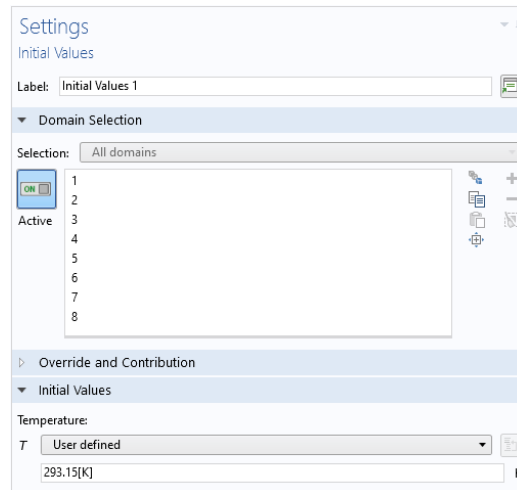 Settings
Initial Values
Label: Initial Values 1
Domain Selection
Selection: All domains
ON
Active
1
2
3
4
5
6
7
8
Override and Contribution
Initial Values
Temperature:
T User defined
293.15[K]